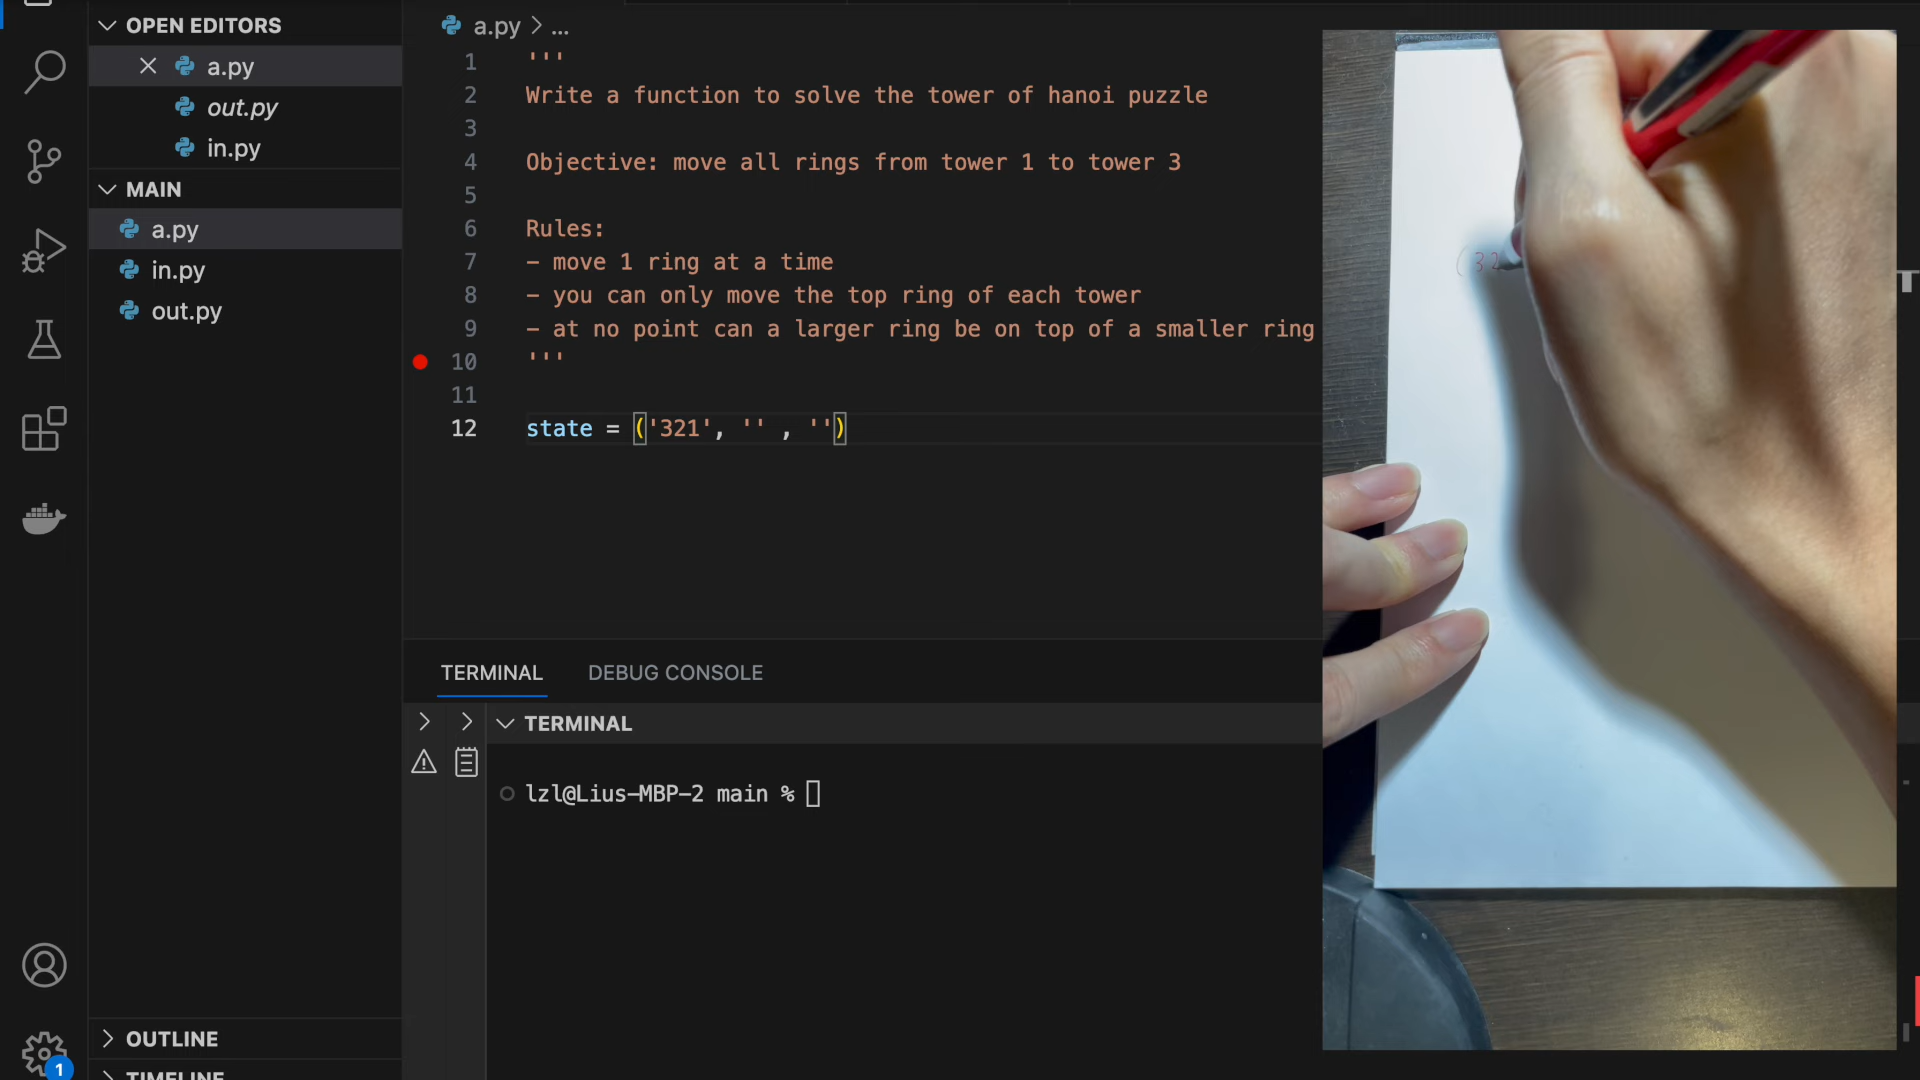 OPEN EDITORS
a.py
out.py
in.py
MAIN
a.py
in.py
out.py
OUTLINE
TIMELINE
1
a.py > ...
1 '''
2 Write a function to solve the tower of hanoi puzzle
3
4 Objective: move all rings from tower 1 to tower 3
5
6 Rules:
7 - move 1 ring at a time
8 - you can only move the top ring of each tower
9 - at no point can a larger ring be on top of a smaller ring
10 '''
11
12 state = ('321', '' , '')
TERMINAL DEBUG CONSOLE
TERMINAL
lzl@Lius-MBP-2 main %
(32